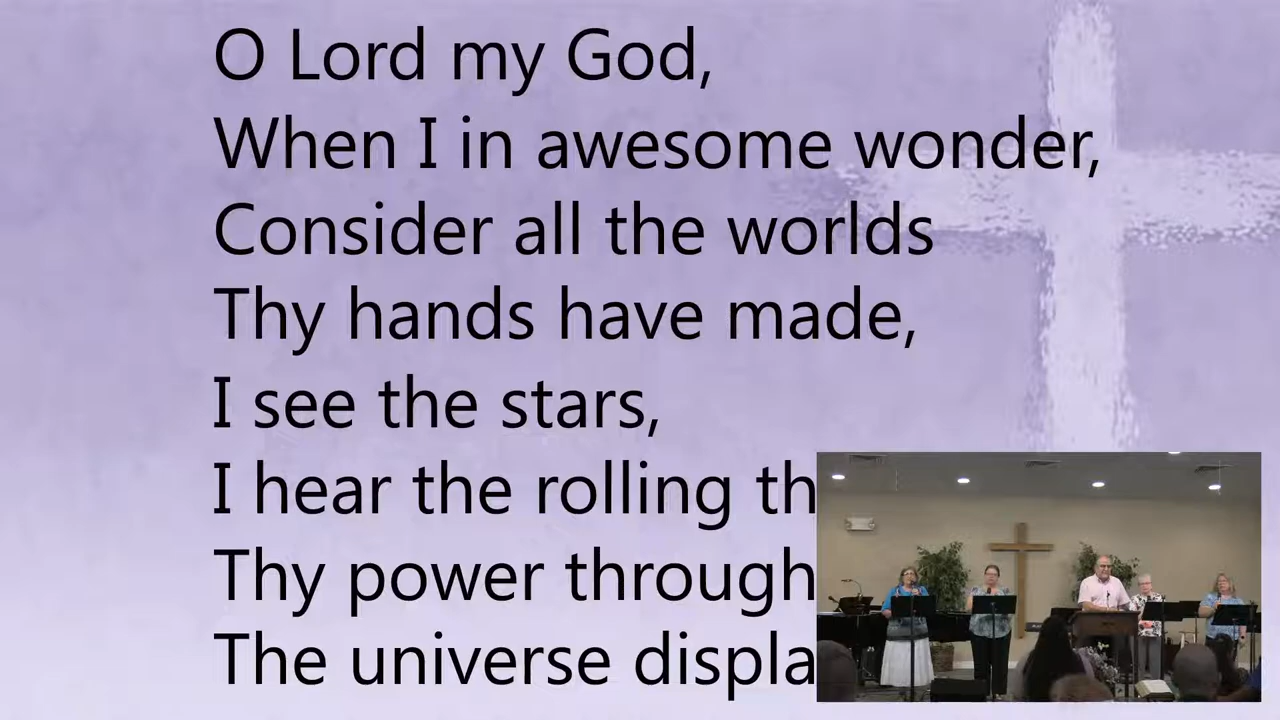 O Lord my God,
When I in awesome wonder,
Consider all the worlds
Thy hands have made,
I see the stars,
I hear the rolling th
Thy power through
The universe displa